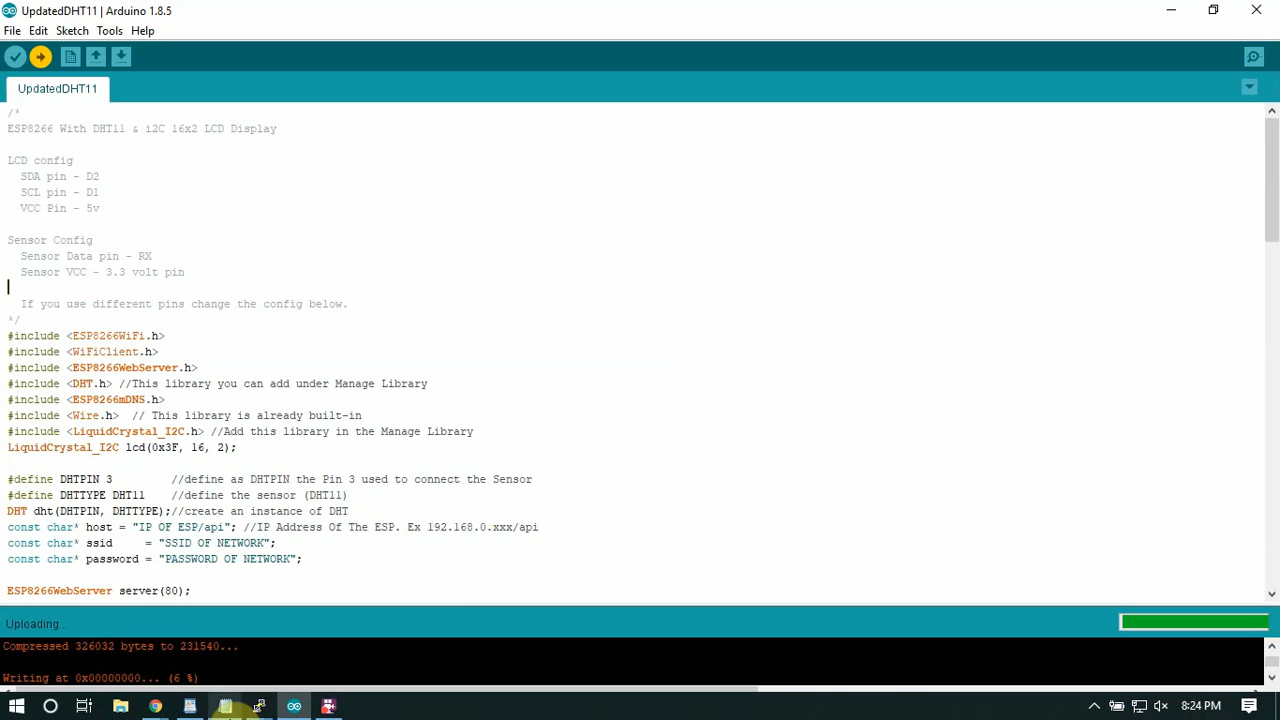 UpdatedDHT11 | Arduino 1.8.5
File Edit Sketch Tools Help
UpdatedDHT11
/*
ESP8266 With DHT11 & i2C 16x2 LCD Display
LCD config
SDA pin - D2
SCL pin - D1
VCC Pin - 5v
Sensor Config
Sensor Data pin - RX
Sensor VCC - 3.3 volt pin
If you use different pins change the config below.
*/
#include <ESP8266WiFi.h>
#include <WiFiClient.h>
#include <ESP8266WebServer.h>
#include <DHT.h> //This library you can add under Manage Library
#include <ESP8266mDNS.h>
#include <Wire.h>  // This library is already built-in
#include <LiquidCrystal_I2C.h> //Add this library in the Manage Library
LiquidCrystal_I2C lcd(0x3F, 16, 2);
#define DHTPIN 3         //define as DHTPIN the Pin 3 used to connect the Sensor
#define DHTTYPE DHT11    //define the sensor (DHT11)
DHT dht(DHTPIN, DHTTYPE);//create an instance of DHT
const char* host = "IP OF ESP/api"; //IP Address Of The ESP. Ex 192.168.0.xxx/api
const char* ssid     = "SSID OF NETWORK";
const char* password = "PASSWORD OF NETWORK";
ESP8266WebServer server(80);
Uploading...
Compressed 326032 bytes to 231540...
Writing at 0x00000000... (6 %)
8:24 PM